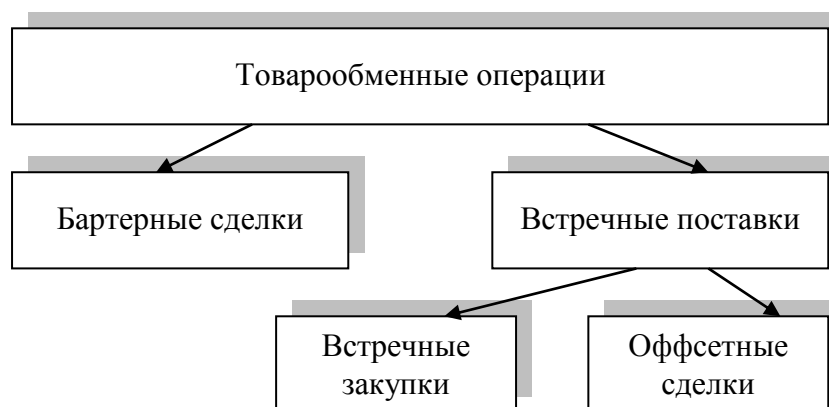 Товарообменные операции
Бартерные сделки
Встречные поставки
Встречные
закупки
Оффсетные
сделки